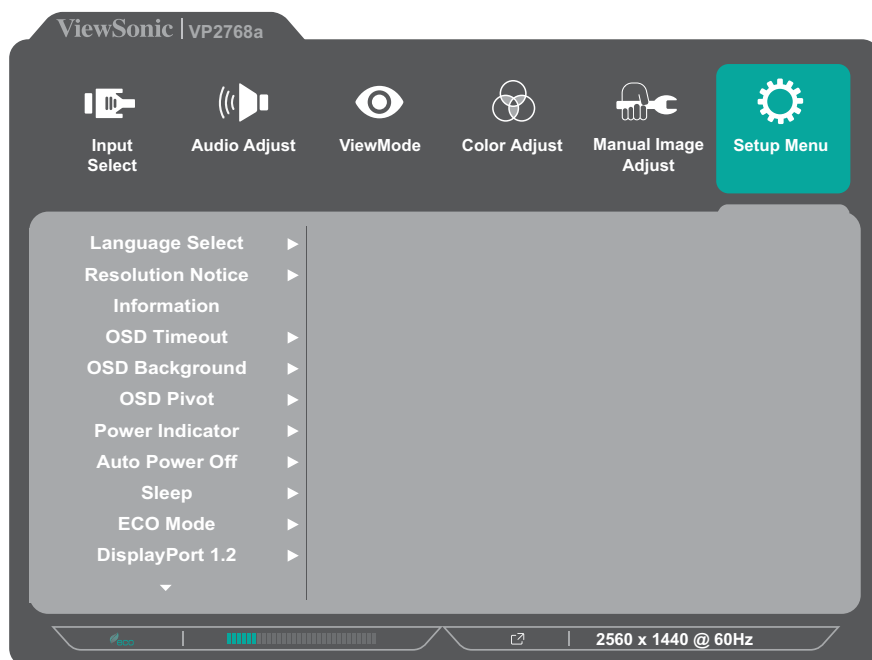 ViewSonic VP2768a
Input Select
Audio Adjust
ViewMode
Color Adjust
Manual Image Adjust
Setup Menu
Language Select
Resolution Notice
Information
OSD Timeout
OSD Background
OSD Pivot
Power Indicator
Auto Power Off
Sleep
ECO Mode
DisplayPort 1.2
eco
2560 x 1440 @ 60Hz